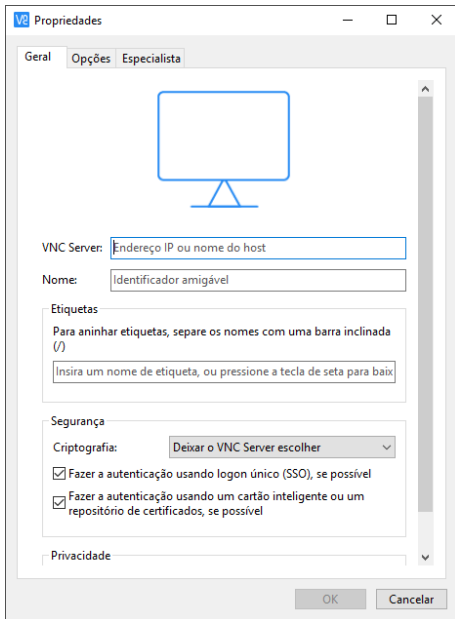 VC Propriedades
Geral Opções Especialista
VNC Server: Endereço IP ou nome do host
Nome: Identificador amigável
Etiquetas
Para aninhar etiquetas, separe os nomes com uma barra inclinada
(/)
Insira um nome de etiqueta, ou pressione a tecla de seta para baix
Segurança
Criptografia: Deixar o VNC Server escolher
Fazer a autenticação usando logon único (SSO), se possível
Fazer a autenticação usando um cartão inteligente ou um
repositório de certificados, se possível
Privacidade
OK Cancelar